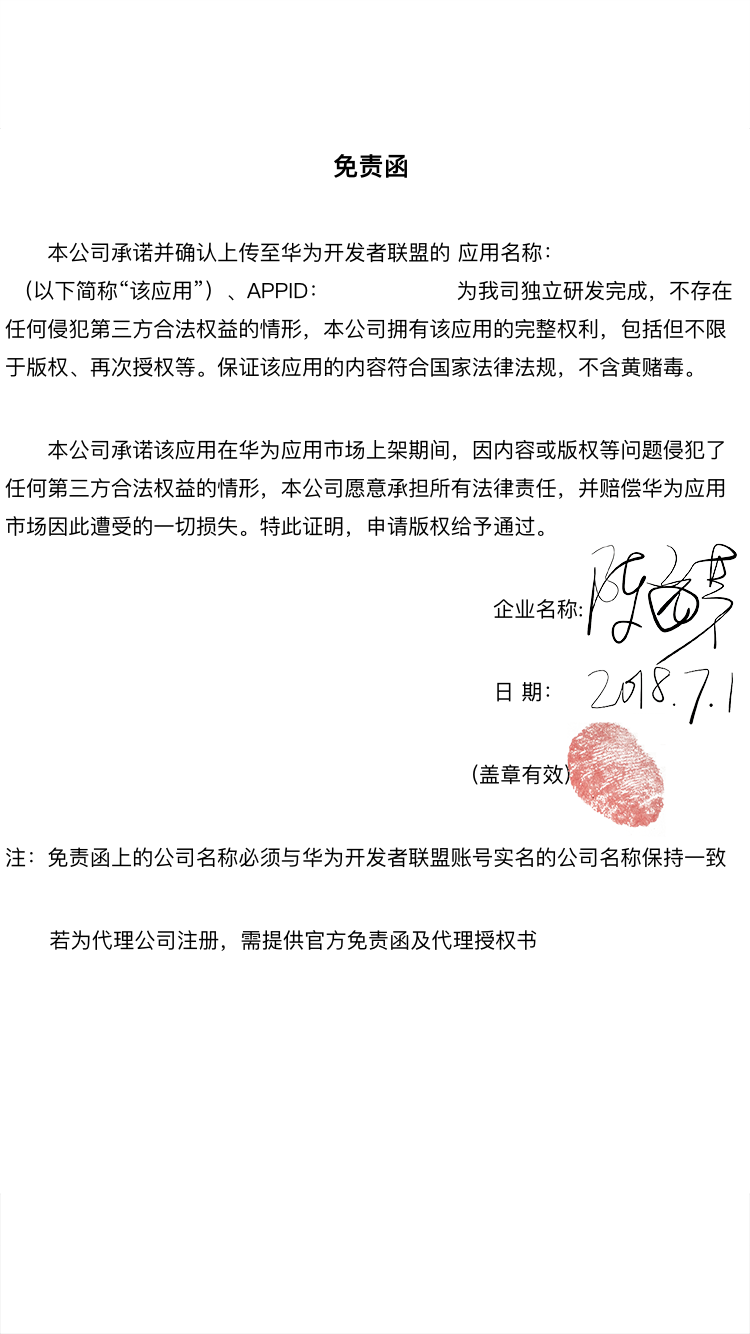 免责函
本公司承诺并确认上传至华为开发者联盟的 应用名称：
（以下简称“该应用”）、APPID： 为我司独立研发完成，不存在
任何侵犯第三方合法权益的情形，本公司拥有该应用的完整权利，包括但不限
于版权、再次授权等。保证该应用的内容符合国家法律法规，不含黄赌毒。
本公司承诺该应用在华为应用市场上架期间，因内容或版权等问题侵犯了
任何第三方合法权益的情形，本公司愿意承担所有法律责任，并赔偿华为应用
市场因此遭受的一切损失。特此证明，申请版权给予通过。
企业名称: 陈
日 期： 2018.7.1
（盖章有效）
注：免责函上的公司名称必须与华为开发者联盟账号实名的公司名称保持一致
若为代理公司注册，需提供官方免责函及代理授权书